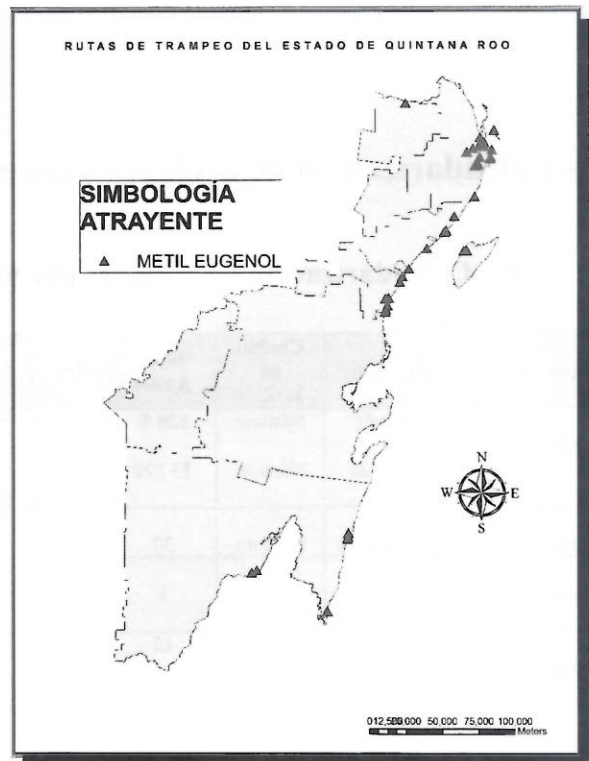 RUTAS DE TRAMPEO DEL ESTADO DE QUINTANA ROO
SIMBOLOGÍA
ATRAYENTE
METIL EUGENOL
N
W E
S
50,000 75,000 100,000
Meters